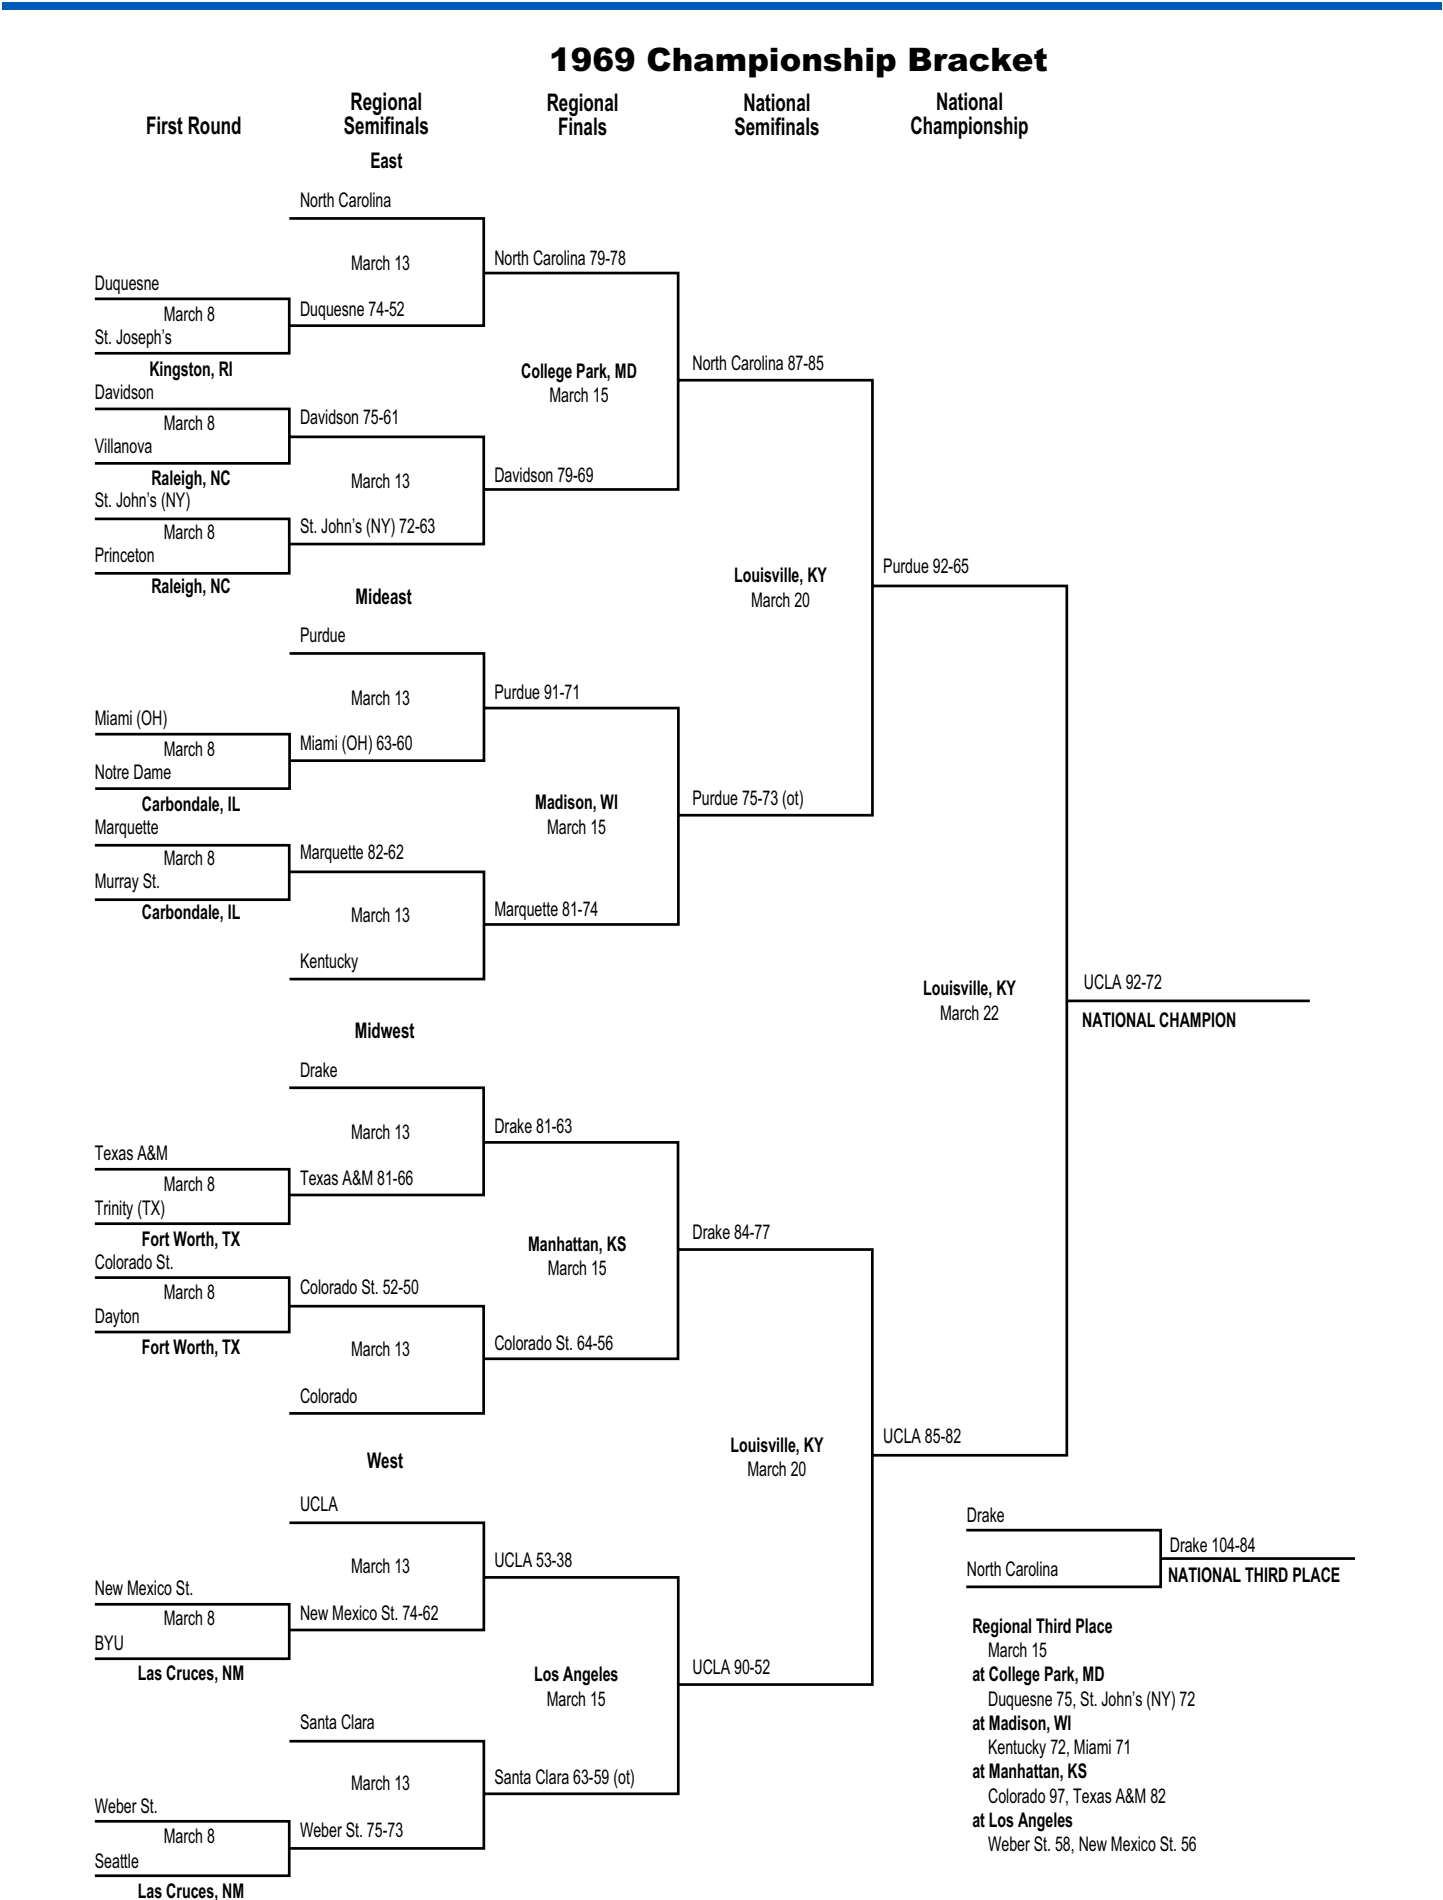 1969 Championship Bracket
First Round
Regional
Semifinals
Regional
Finals
National
Semifinals
National
Championship
East
North Carolina
March 13
North Carolina 79-78
Duquesne
March 8
Duquesne 74-52
St. Joseph's
Kingston, RI
College Park, MD
March 15
North Carolina 87-85
Davidson
March 8
Davidson 75-61
Villanova
Raleigh, NC
March 13
Davidson 79-69
St. John's (NY)
March 8
St. John's (NY) 72-63
Princeton
Raleigh, NC
Louisville, KY
March 20
Purdue 92-65
Mideast
Purdue
March 13
Purdue 91-71
Miami (OH)
March 8
Miami (OH) 63-60
Notre Dame
Carbondale, IL
Madison, WI
March 15
Purdue 75-73 (ot)
Marquette
March 8
Marquette 82-62
Murray St.
Carbondale, IL
March 13
Marquette 81-74
Kentucky
Louisville, KY
March 22
UCLA 92-72
NATIONAL CHAMPION
Midwest
Drake
March 13
Drake 81-63
Texas A&M
March 8
Texas A&M 81-66
Trinity (TX)
Fort Worth, TX
Manhattan, KS
March 15
Drake 84-77
Colorado St.
March 8
Colorado St. 52-50
Dayton
Fort Worth, TX
March 13
Colorado St. 64-56
Colorado
Louisville, KY
March 20
UCLA 85-82
West
UCLA
March 13
UCLA 53-38
New Mexico St.
March 8
New Mexico St. 74-62
BYU
Las Cruces, NM
Los Angeles
March 15
UCLA 90-52
Santa Clara
March 13
Santa Clara 63-59 (ot)
Weber St.
March 8
Weber St. 75-73
Seattle
Las Cruces, NM
Drake
Drake 104-84
North Carolina
NATIONAL THIRD PLACE
Regional Third Place
March 15
at College Park, MD
Duquesne 75, St. John's (NY) 72
at Madison, WI
Kentucky 72, Miami 71
at Manhattan, KS
Colorado 97, Texas A&M 82
at Los Angeles
Weber St. 58, New Mexico St. 56